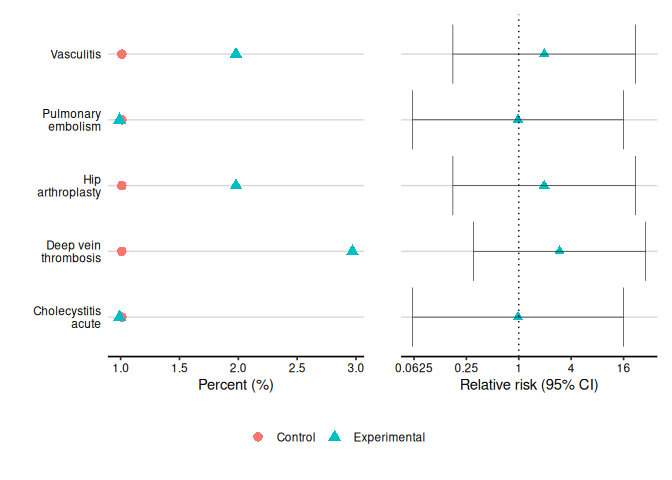 Vasculitis
Pulmonary
embolism
Hip
arthroplasty
Deep vein
thrombosis
Cholecystitis
acute
1.0 1.5 2.0 2.5 3.0
Percent (%)
0.0625 0.25 1 4 16
Relative risk (95% CI)
Control Experimental